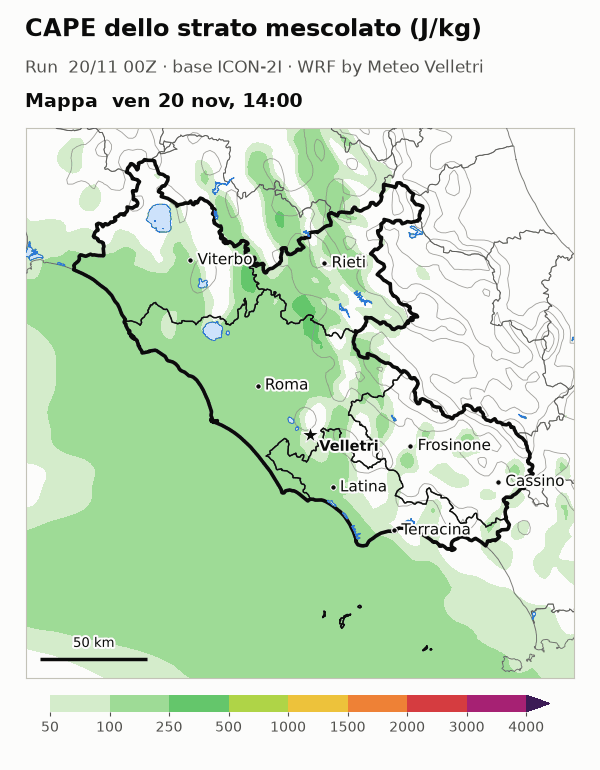 CAPE dello strato mescolato (J/kg)
Run  20/11 00Z · base ICON-2I · WRF by Meteo Velletri
Mappa  ven 20 nov, 14:00
Viterbo
Rieti
Roma
Velletri
Frosinone
Cassino
Latina
Terracina
50 km
50 100 250 500 1000 1500 2000 3000 4000